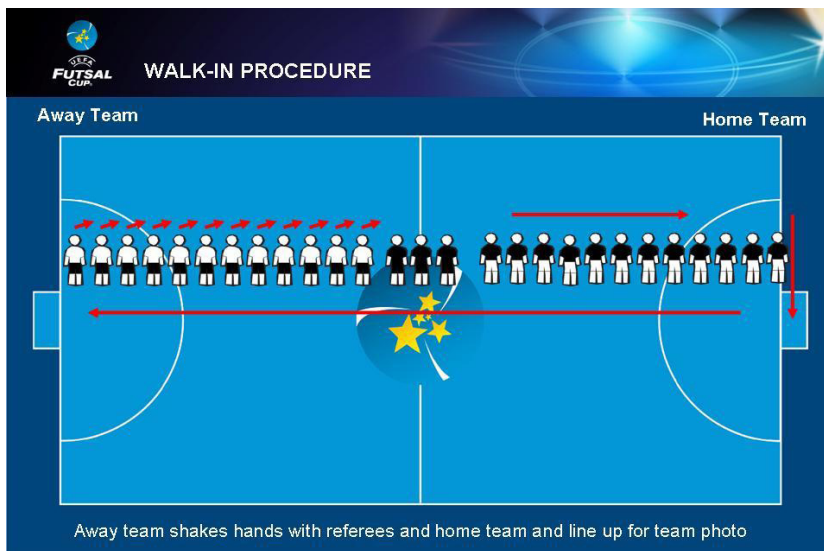 UEFA
FUTSAL
CUP
WALK-IN PROCEDURE
Away Team
Home Team
Away team shakes hands with referees and home team and line up for team photo